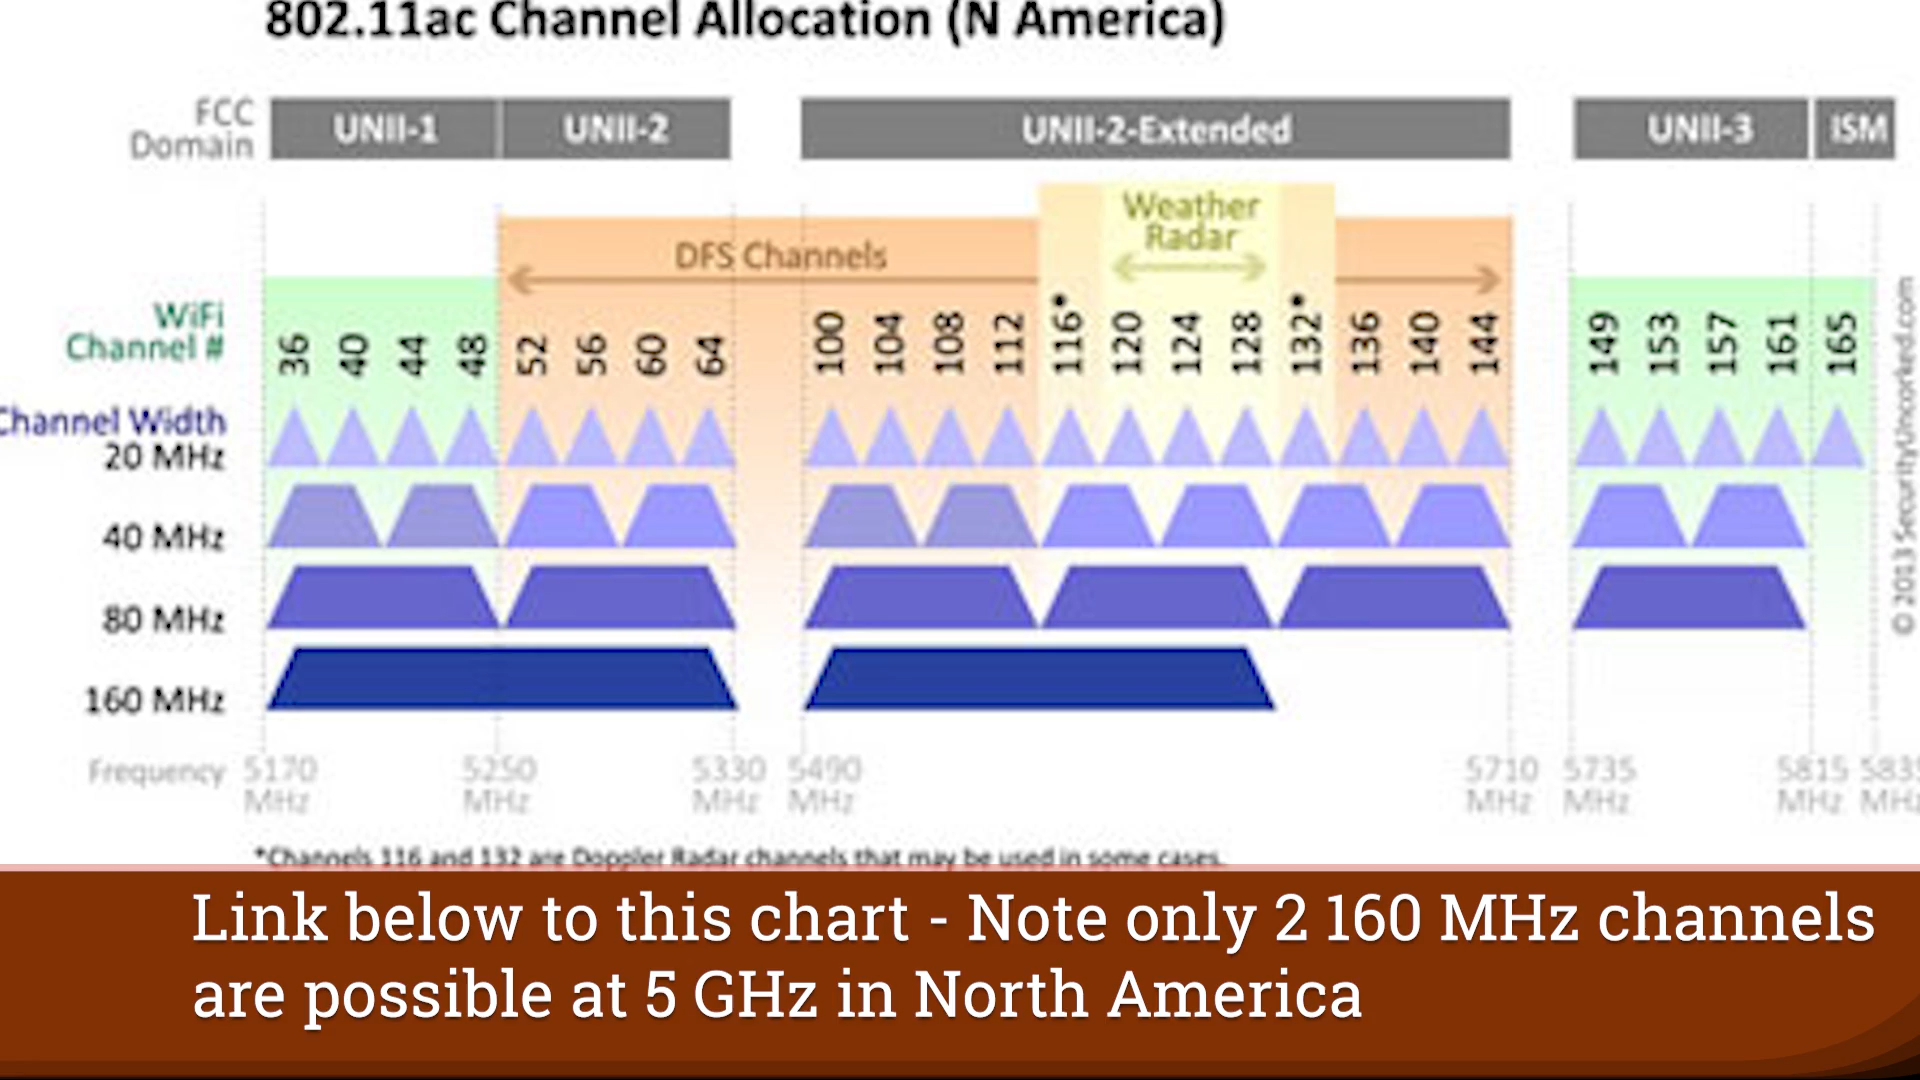 802.11ac Channel Allocation (N America)
FCC
Domain
UNII-1
UNII-2
UNII-2-Extended
UNII-3
ISM
Weather
Radar
DFS Channels
WiFi
Channel #
36
40
44
48
52
56
60
64
100
104
108
112
116*
120
124
128
132*
136
140
144
149
153
157
161
165
Channel Width
20 MHz
40 MHz
80 MHz
160 MHz
Frequency
5170
MHz
5250
MHz
5330
MHz
5490
MHz
5710
MHz
5735
MHz
5815
MHz
5835
MHz
© 2013 SecurityUncorked.com
*Channels 116 and 132 are Doppler Radar channels that may be used in some cases.
Link below to this chart - Note only 2 160 MHz channels
are possible at 5 GHz in North America